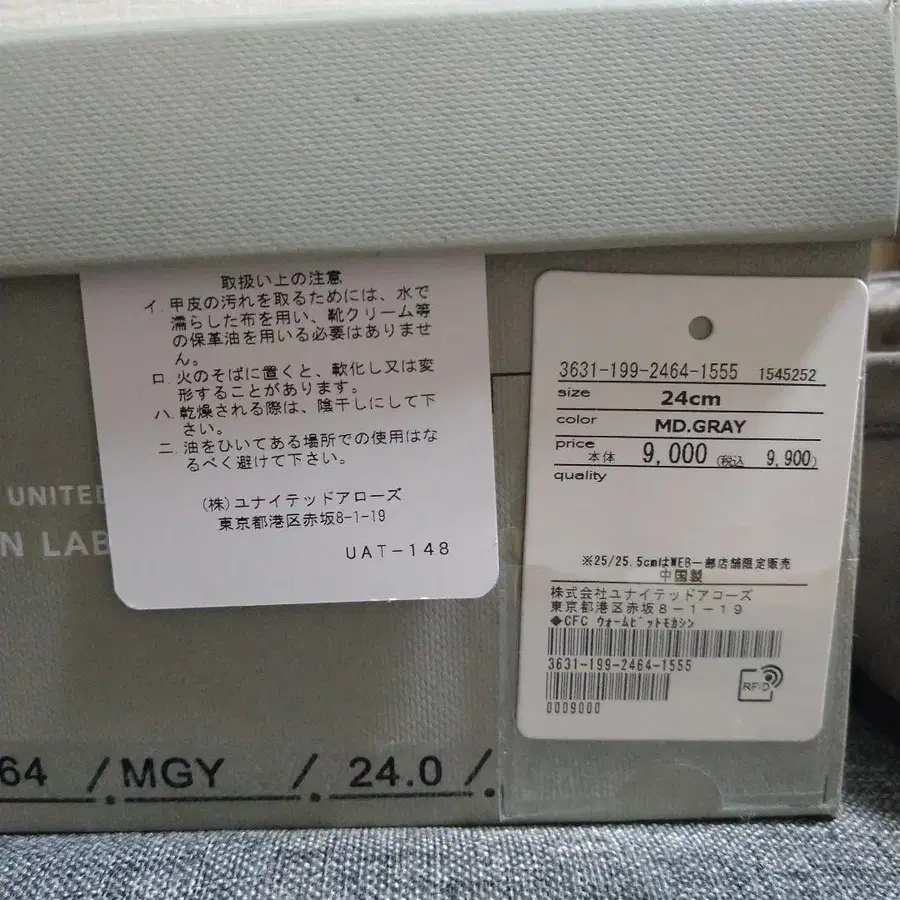 取扱い上の注意
イ.甲皮の汚れを取るためには、水で
濡らした布を用い、靴クリーム等
の保革油を用いる必要はありませ
ん。
ロ.火のそばに置くと、軟化し又は変
形することがあります。
ハ.乾燥される際は、陰干しにして下
さい。
ニ.油をひいてある場所での使用はな
るべく避けて下さい。
(株)ユナイテッドアローズ
東京都港区赤坂8-1-19
UAT-148
UNITED
N LAB
64 /. MGY /. 24.0 /.
3631-199-2464-1555 1545252
size 24cm
color MD.GRAY
price 本体 9,000 (税込 9,900)
quality
※25/25.5cmはWEB一部店舗限定販売
中国製
株式会社ユナイテッドアローズ
東京都港区赤坂8-1-19
◆CFC ウォームビットモカシン
3631-199-2464-1555
RFID
0009000